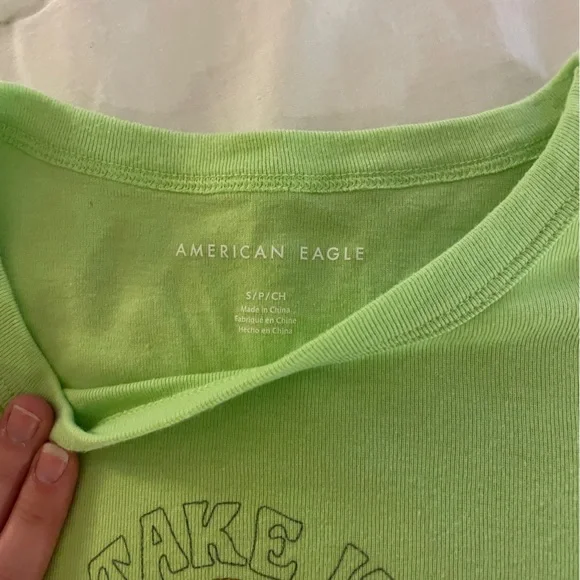 AMERICAN EAGLE
S/P/CH
Made in China
Fabriqué en Chine
Hecho en China
TAKE